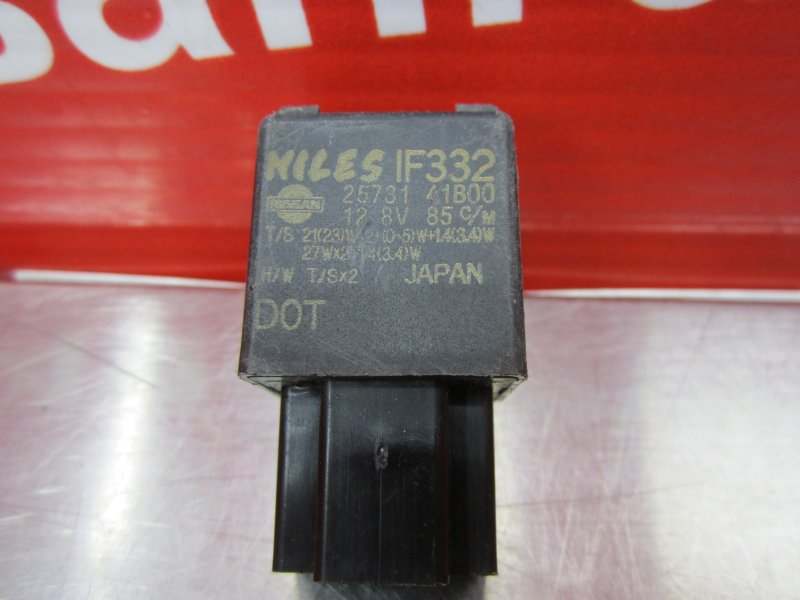 NILES IF332
NISSAN
25731 41B00
12.8V 85 C/M
T/S 21(23)W 2+(0~5)W+1.4(3.4)W
27W×2 1.4(3.4)W
H/W T/S×2 JAPAN
DOT